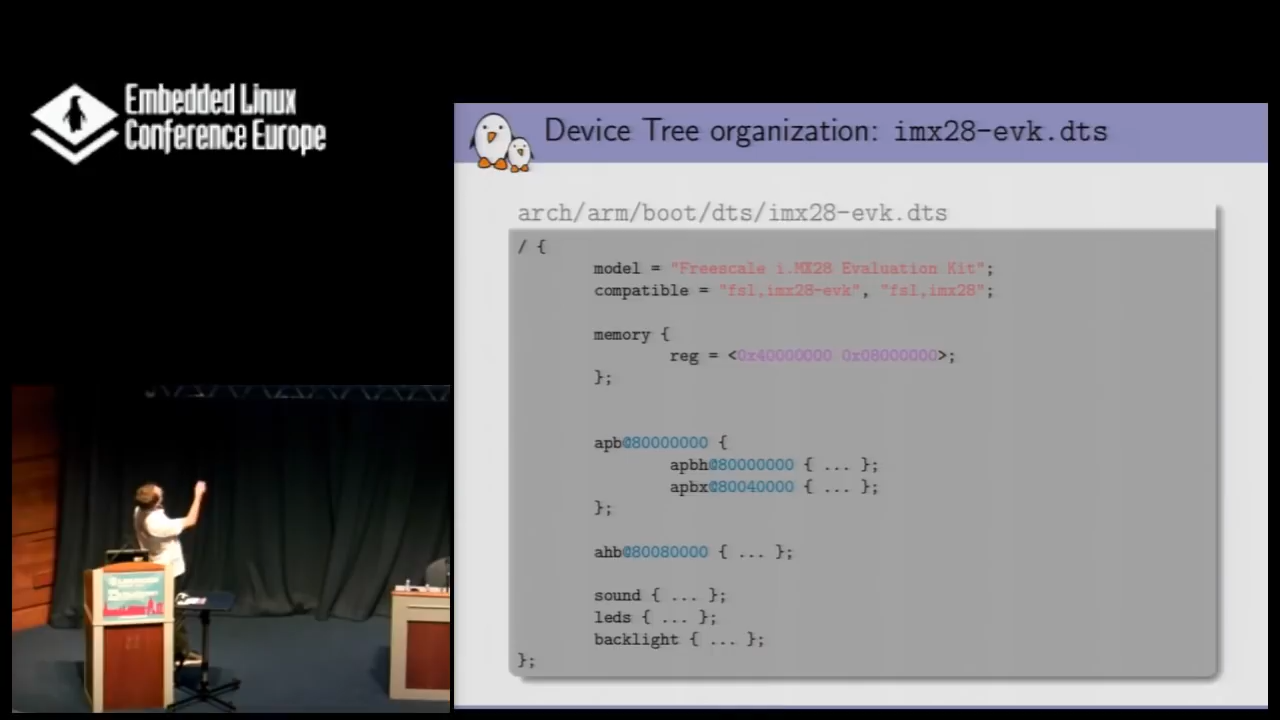 Embedded Linux
Conference Europe
Device Tree organization: imx28-evk.dts
arch/arm/boot/dts/imx28-evk.dts
/ {
model = "Freescale i.MX28 Evaluation Kit";
compatible = "fsl,imx28-evk", "fsl,imx28";
memory {
reg = <0x40000000 0x08000000>;
};
apb@80000000 {
apbh@80000000 { ... };
apbx@80040000 { ... };
};
ahb@80080000 { ... };
sound { ... };
leds { ... };
backlight { ... };
};